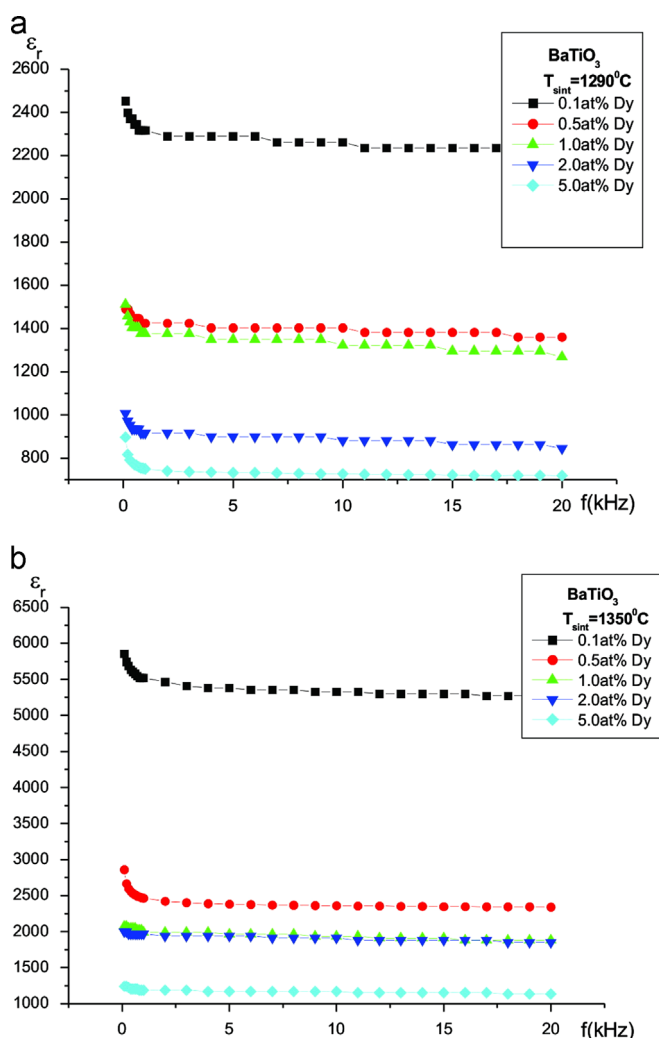 a
εr
2600
2400
2200
2000
1800
1600
1400
1200
1000
800
0
5
10
15
20
f(kHz)
BaTiO3
Tsint=1290⁰C
0.1at% Dy
0.5at% Dy
1.0at% Dy
2.0at% Dy
5.0at% Dy
b
εr
6500
6000
5500
5000
4500
4000
3500
3000
2500
2000
1500
1000
0
5
10
15
20
f(kHz)
BaTiO3
Tsint=1350⁰C
0.1at% Dy
0.5at% Dy
1.0at% Dy
2.0at% Dy
5.0at% Dy